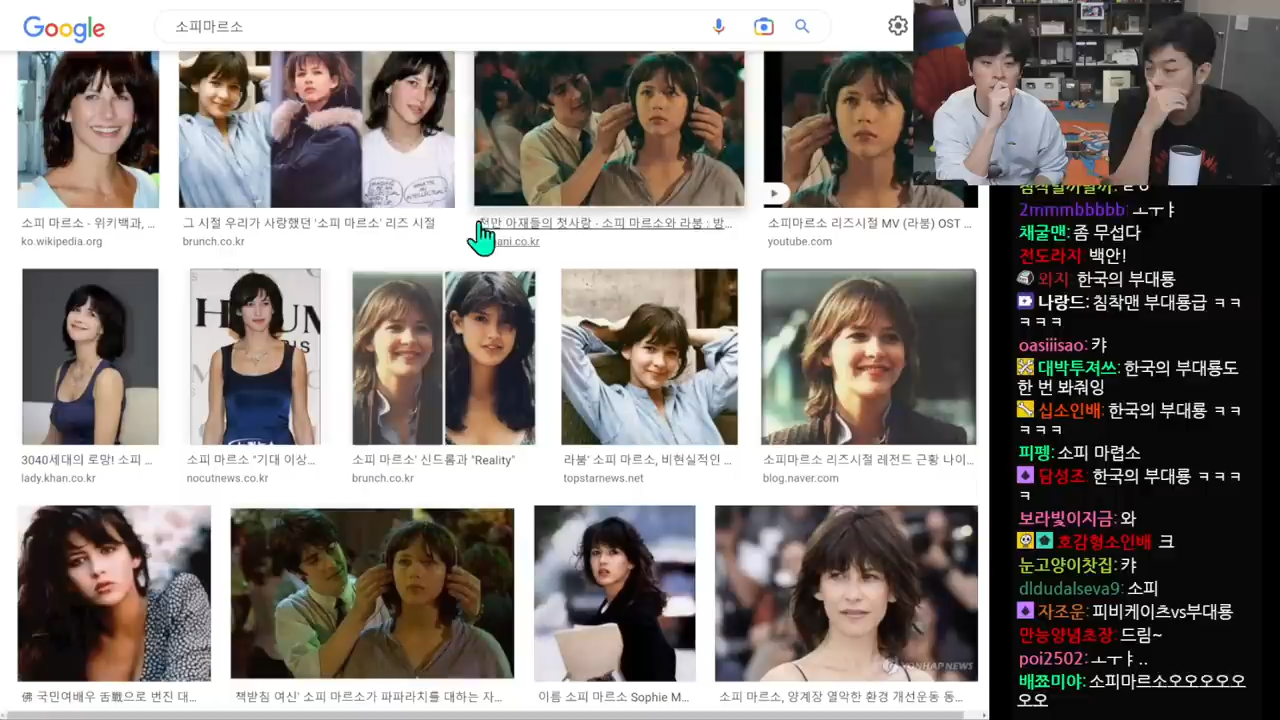 Google
소피마르소
소피 마르소 - 위키백과, ...
ko.wikipedia.org
그 시절 우리가 사랑했던 '소피 마르소' 리즈 시절
brunch.co.kr
아재들의 첫사랑 - 소피 마르소와 라붐 : 방...
ani.co.kr
소피마르소 리즈시절 MV (라붐) OST ...
youtube.com
3040세대의 로망! 소피 ...
lady.khan.co.kr
소피 마르소 "기대 이상...
nocutnews.co.kr
소피 마르소' 신드롬과 "Reality"
brunch.co.kr
라붐' 소피 마르소, 비현실적인 ...
topstarnews.net
소피마르소 리즈시절 레전드 근황 나이...
blog.naver.com
YONHAP NEWS
佛 국민여배우 舌戰으로 번진 대...
책받침 여신' 소피 마르소가 파파라치를 대하는 자...
이름 소피 마르소 Sophie M...
소피 마르소, 양계장 열악한 환경 개선운동 동...
2mmmbbbbb: ㅗㅜㅑ
채굴맨: 좀 무섭다
전도라지 백안!
외지: 한국의 부대룡
나랑드: 침착맨 부대룡급 ㅋㅋ
ㅋㅋㅋㅋ
oasiiisao: 캬
대박투져쓰: 한국의 부대룡도
한 번 봐줘잉
십소인배: 한국의 부대룡 ㅋㅋ
ㅋㅋㅋㅋ
피펭: 소피 마렵소
담성조: 한국의 부대룡 ㅋㅋㅋㅋ
ㅋ
보라빛이지금: 와
호감형소인배 크
눈고양이찻집: 캬
dldudalseva9: 소피
자조운: 피비케이츠vs부대룡
만능양념초장: 드림~
poi2502: ㅗㅜㅑ..
배쬬미야: 소피마르소오오오오오
오오